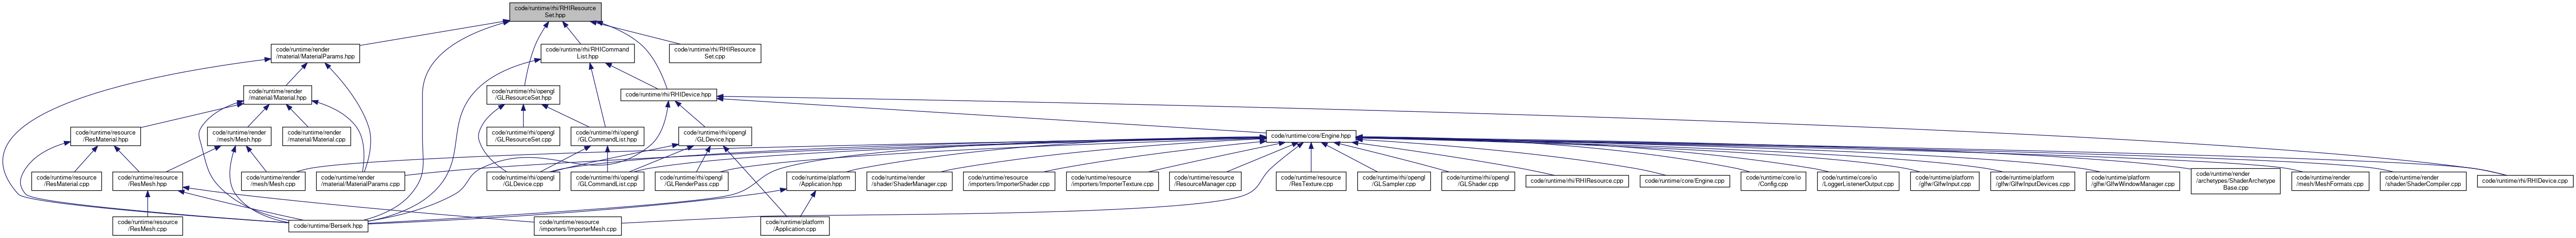 code/runtime/rhi/RHIResource
Set.hpp
code/runtime/render
/material/MaterialParams.hpp
code/runtime/rhi/RHICommand
List.hpp
code/runtime/rhi/RHIResource
Set.cpp
code/runtime/render
/material/Material.hpp
code/runtime/rhi/opengl
/GLResourceSet.hpp
code/runtime/rhi/RHIDevice.hpp
code/runtime/resource
/ResMaterial.hpp
code/runtime/render
/mesh/Mesh.hpp
code/runtime/render
/material/Material.cpp
code/runtime/rhi/opengl
/GLResourceSet.cpp
code/runtime/rhi/opengl
/GLCommandList.hpp
code/runtime/rhi/opengl
/GLDevice.hpp
code/runtime/core/Engine.hpp
code/runtime/resource
/ResMaterial.cpp
code/runtime/resource
/ResMesh.hpp
code/runtime/render
/mesh/Mesh.cpp
code/runtime/render
/material/MaterialParams.cpp
code/runtime/rhi/opengl
/GLDevice.cpp
code/runtime/rhi/opengl
/GLCommandList.cpp
code/runtime/rhi/opengl
/GLRenderPass.cpp
code/runtime/platform
/Application.hpp
code/runtime/render
/shader/ShaderManager.cpp
code/runtime/resource
/importers/ImporterShader.cpp
code/runtime/resource
/importers/ImporterTexture.cpp
code/runtime/resource
/ResourceManager.cpp
code/runtime/resource
/ResTexture.cpp
code/runtime/rhi/opengl
/GLSampler.cpp
code/runtime/rhi/opengl
/GLShader.cpp
code/runtime/rhi/RHIResource.cpp
code/runtime/core/Engine.cpp
code/runtime/core/io
/Config.cpp
code/runtime/core/io
/LoggerListenerOutput.cpp
code/runtime/platform
/glfw/GlfwInput.cpp
code/runtime/platform
/glfw/GlfwInputDevices.cpp
code/runtime/platform
/glfw/GlfwWindowManager.cpp
code/runtime/render
/archetypes/ShaderArchetype
Base.cpp
code/runtime/render
/mesh/MeshFormats.cpp
code/runtime/render
/shader/ShaderCompiler.cpp
code/runtime/rhi/RHIDevice.cpp
code/runtime/resource
/ResMesh.cpp
code/runtime/Berserk.hpp
code/runtime/resource
/importers/ImporterMesh.cpp
code/runtime/platform
/Application.cpp